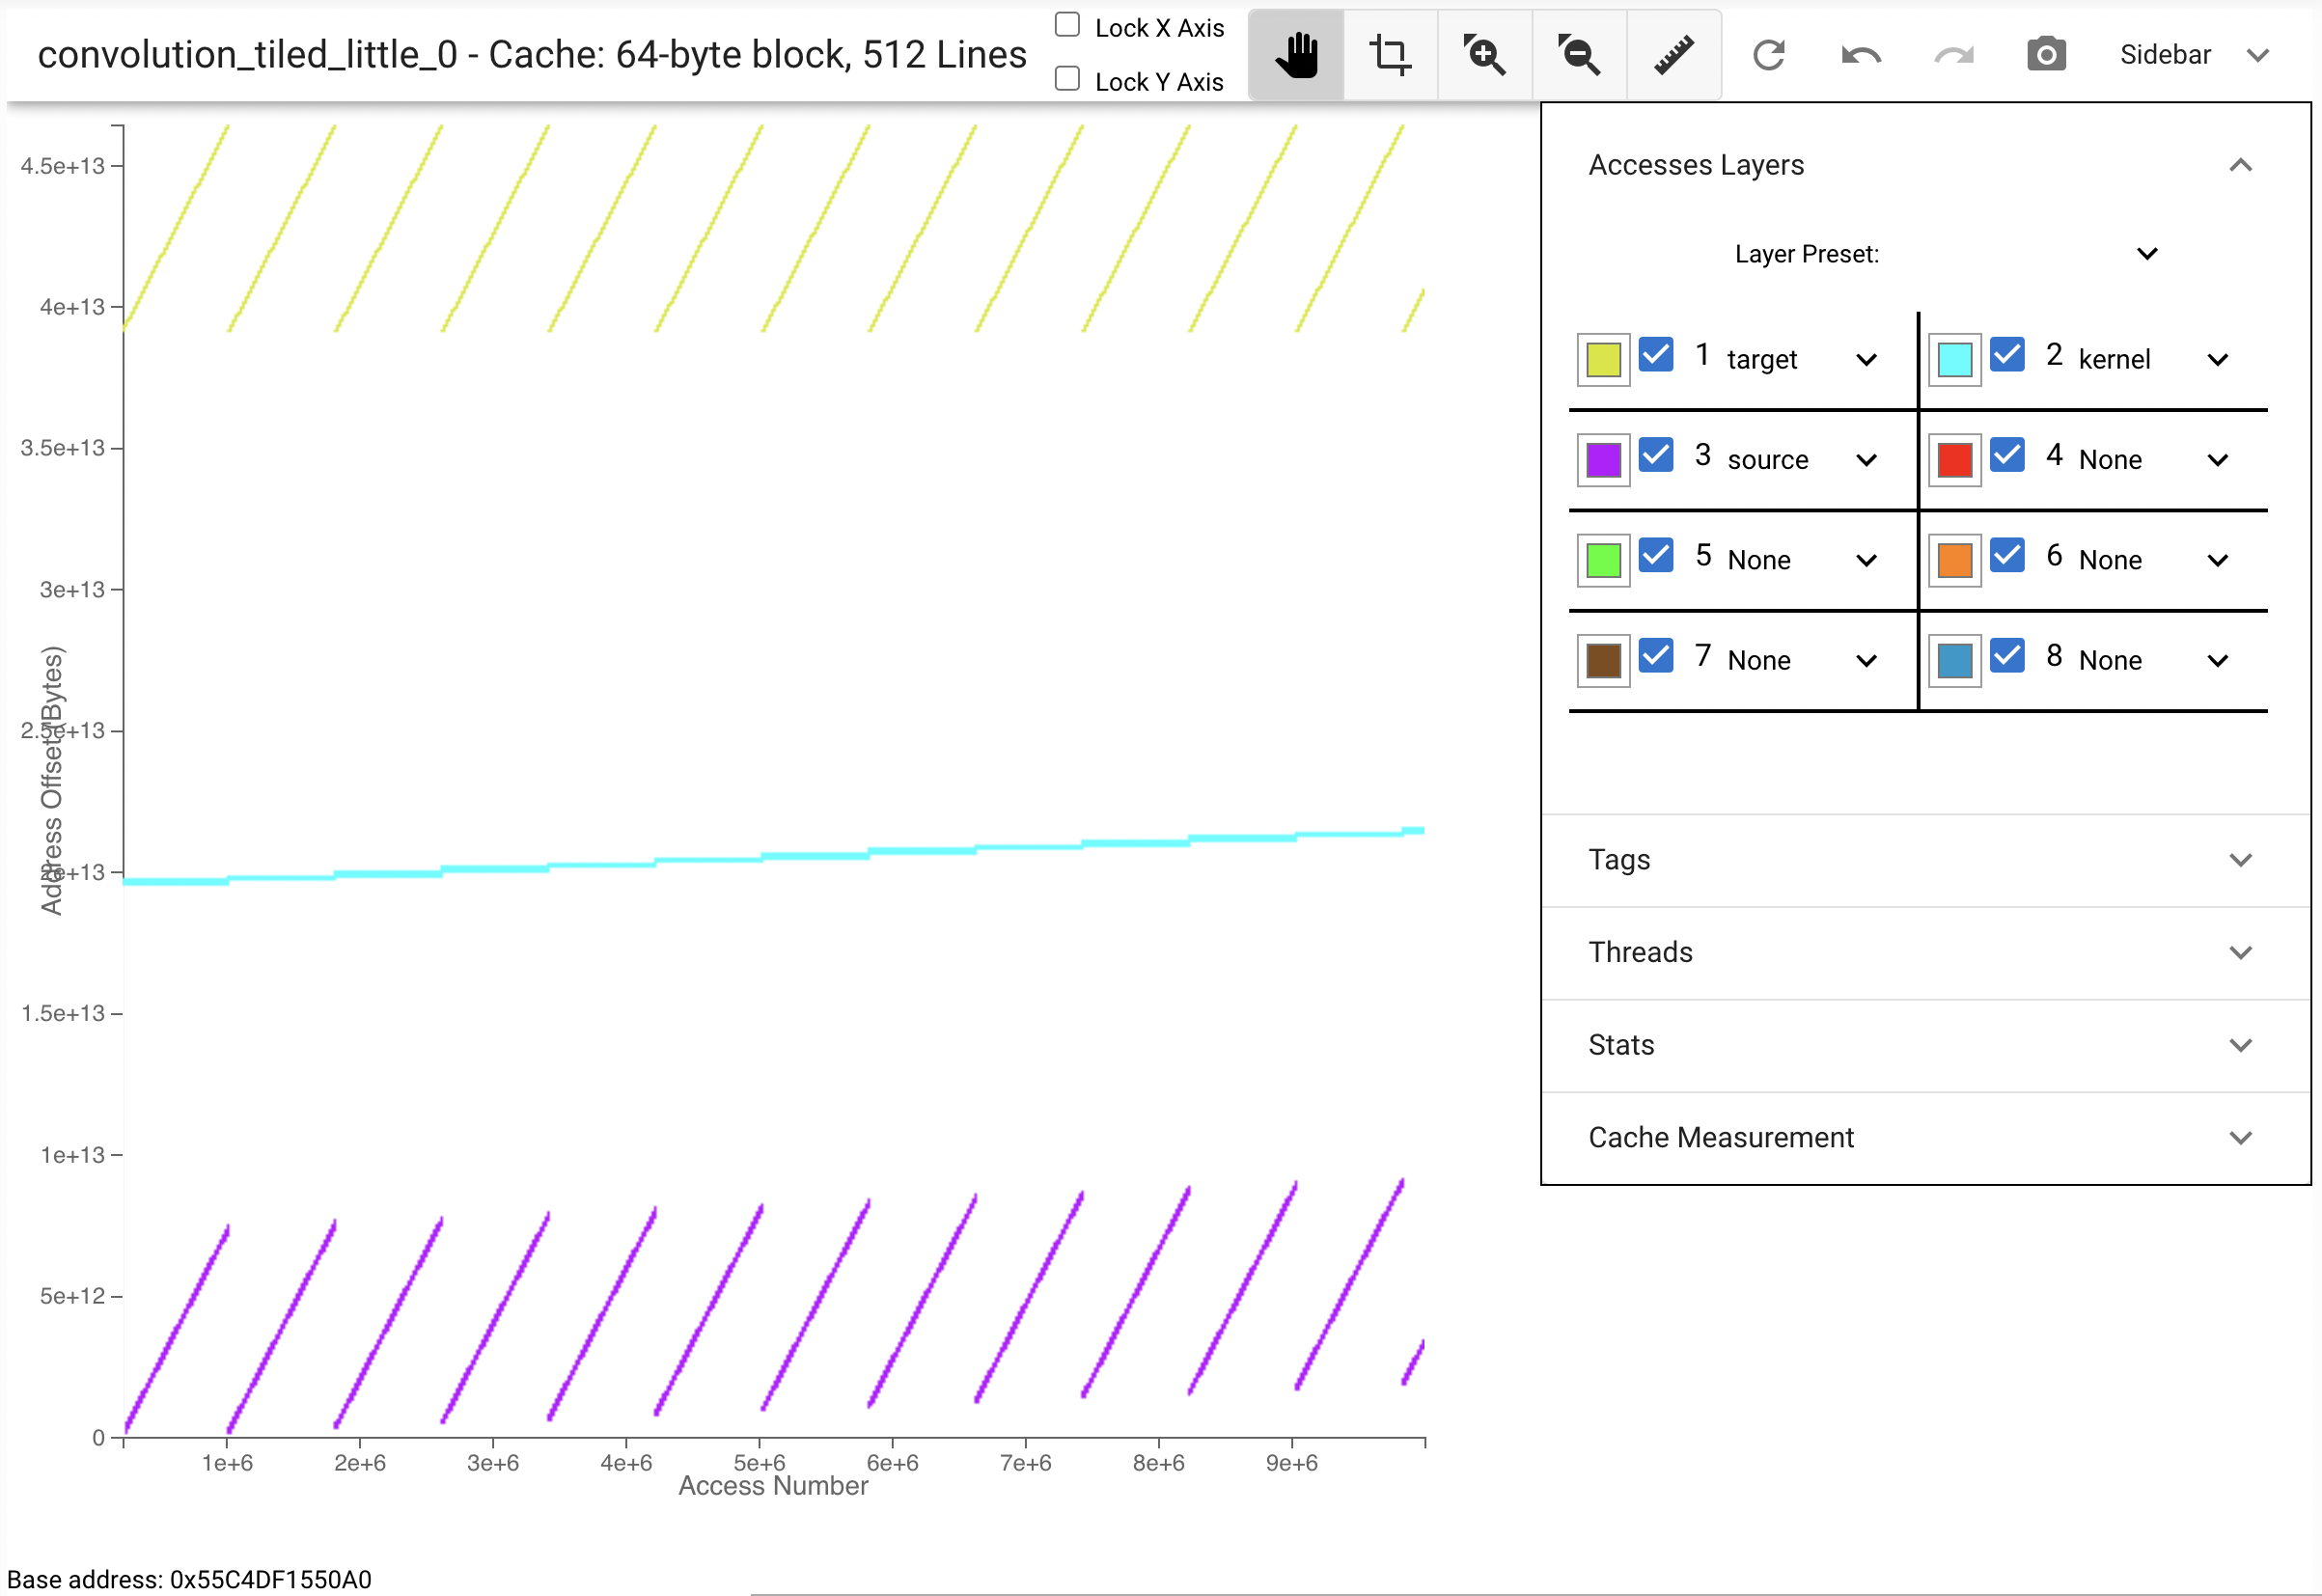 convolution_tiled_little_0 - Cache: 64-byte block, 512 Lines
Lock X Axis
Lock Y Axis
Sidebar
4.5e+13
4e+13
3.5e+13
3e+13
2.5e+13
2e+13
1.5e+13
1e+13
5e+12
0
Address Offset (Bytes)
1e+6 2e+6 3e+6 4e+6 5e+6 6e+6 7e+6 8e+6 9e+6
Access Number
Accesses Layers
Layer Preset:
1 target
2 kernel
3 source
4 None
5 None
6 None
7 None
8 None
Tags
Threads
Stats
Cache Measurement
Base address: 0x55C4DF1550A0